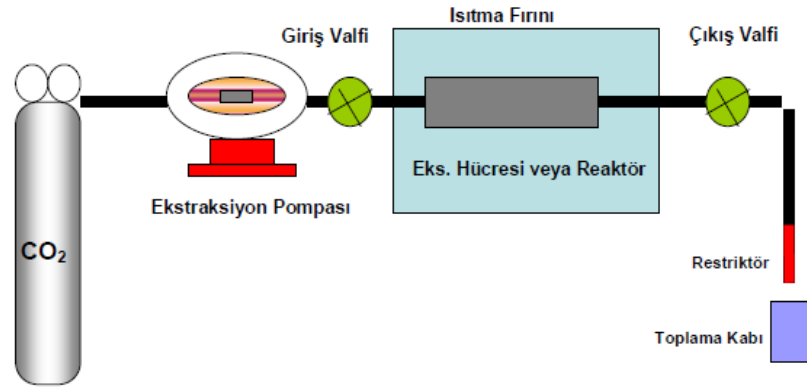 Isıtma Fırını
Giriş Valfi
Çıkış Valfi
Eks. Hücresi veya Reaktör
Ekstraksiyon Pompası
CO₂
Restriktör
Toplama Kabı